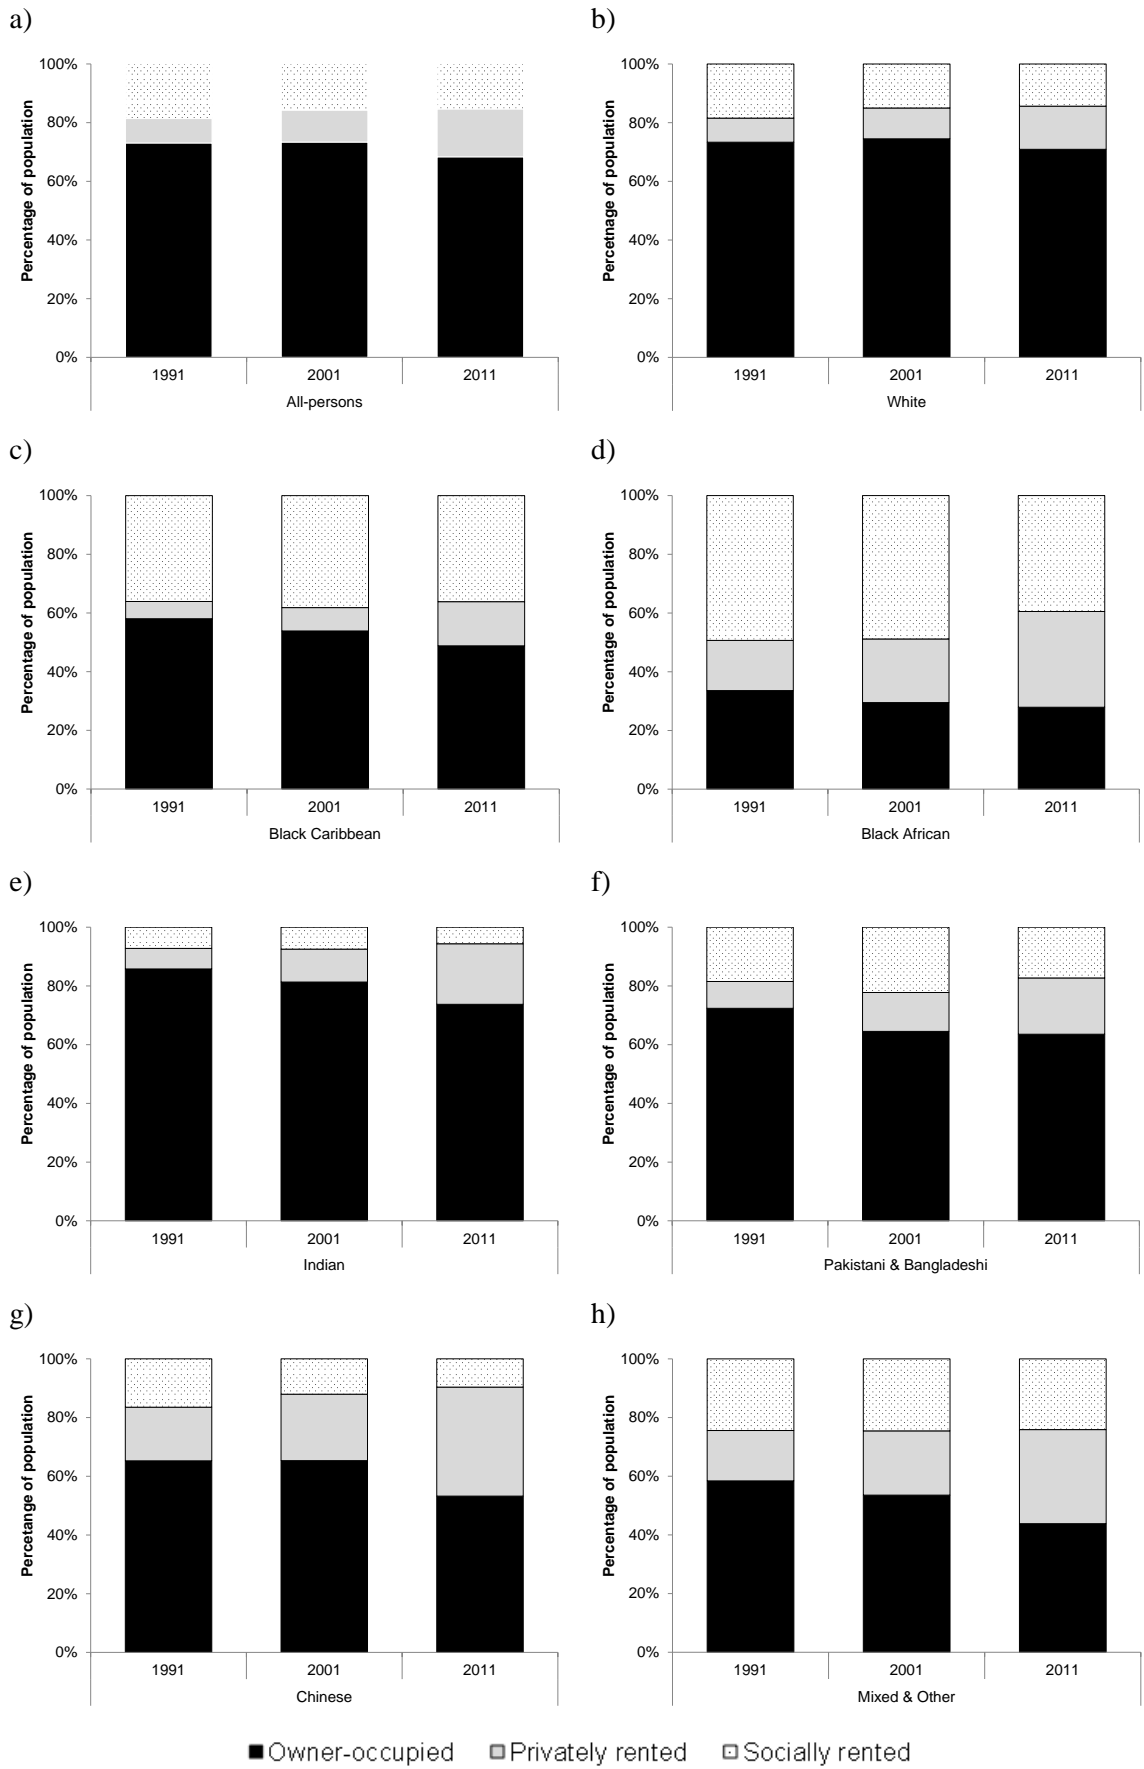 a)
100%
80%
60%
40%
20%
0%
Percentage of population
1991 2001 2011
All-persons
b)
100%
80%
60%
40%
20%
0%
Percetnage of population
1991 2001 2011
White
c)
100%
80%
60%
40%
20%
0%
Percentage of population
1991 2001 2011
Black Caribbean
d)
100%
80%
60%
40%
20%
0%
Percentage of population
1991 2001 2011
Black African
e)
100%
80%
60%
40%
20%
0%
Percentage of population
1991 2001 2011
Indian
f)
100%
80%
60%
40%
20%
0%
Percentage of population
1991 2001 2011
Pakistani & Bangladeshi
g)
100%
80%
60%
40%
20%
0%
Percetange of population
1991 2001 2011
Chinese
h)
100%
80%
60%
40%
20%
0%
Percentage of population
1991 2001 2011
Mixed & Other
Owner-occupied Privately rented Socially rented